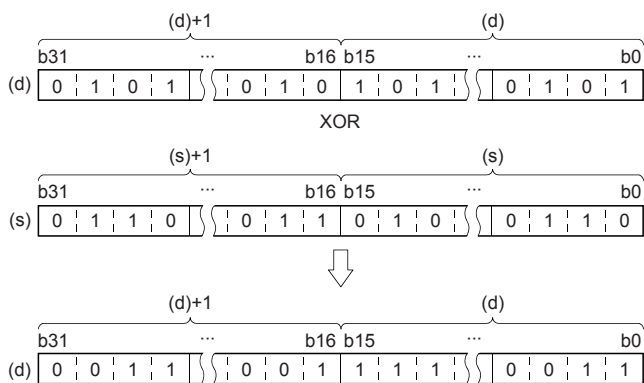 (d)+1 (d)
b31 ... b16 b15 ... b0
(d) 0 1 0 1 0 1 0 1 0 1 0 1 0 1
XOR
(s)+1 (s)
b31 ... b16 b15 ... b0
(s) 0 1 1 0 0 1 1 0 1 0 0 1 1 0
(d)+1 (d)
b31 ... b16 b15 ... b0
(d) 0 0 1 1 0 0 1 1 1 1 0 0 1 1